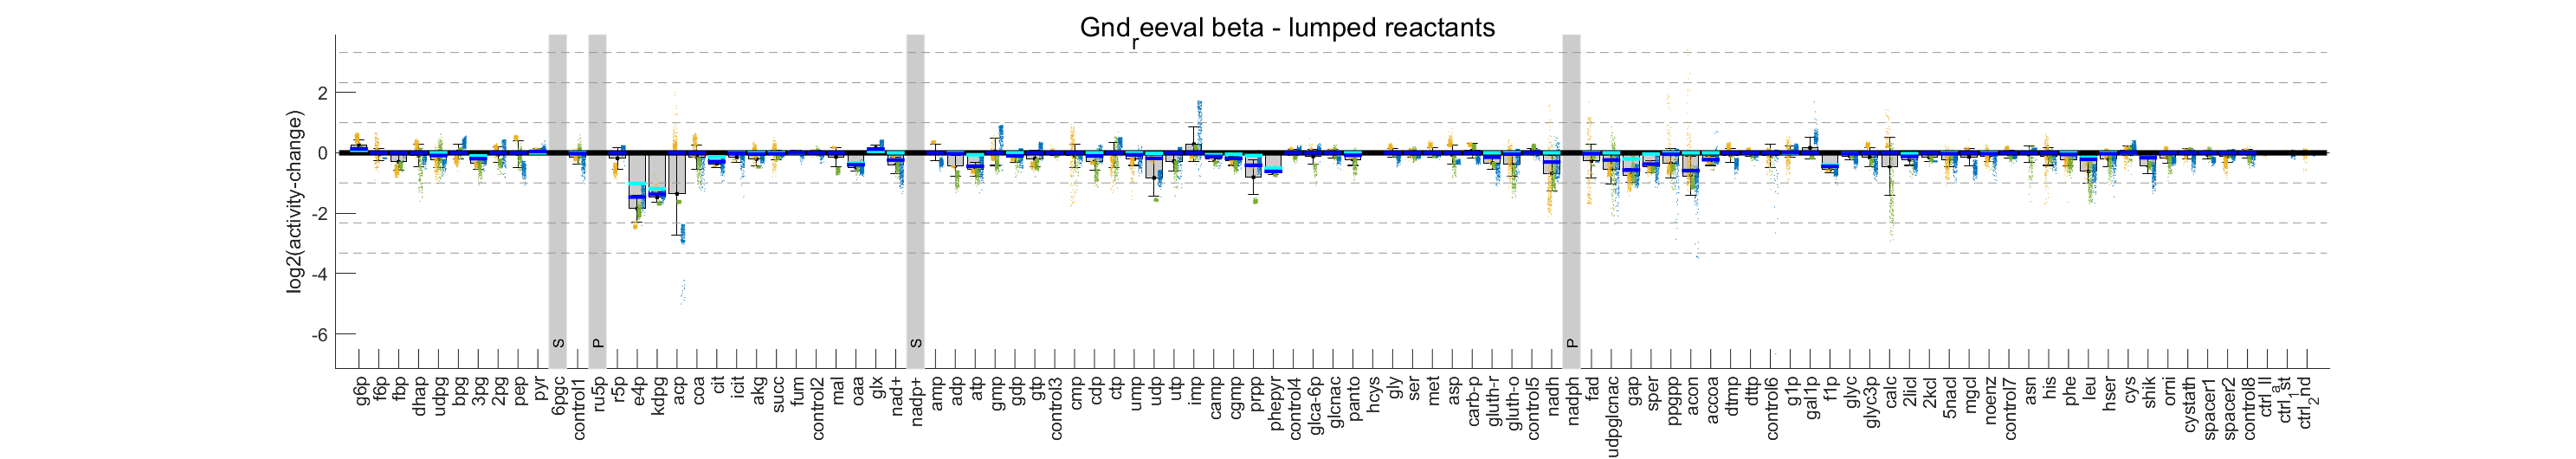 Gnd_reeval beta - lumped reactants
log2(activity-change)
2
0
-2
-4
-6
S
P
S
P
g6p
f6p
fbp
dhap
udpg
bpg
3pg
2pg
pep
pyr
6pgc
control1
ru5p
r5p
e4p
kdpg
acp
coa
cit
icit
akg
succ
fum
control2
mal
oaa
glx
nad+
nadp+
amp
adp
atp
gmp
gdp
gtp
control3
cmp
cdp
ctp
ump
udp
utp
imp
camp
cgmp
prpp
phepyr
control4
glca-6p
glcnac
panto
hcys
gly
ser
met
asp
carb-p
gluth-r
gluth-o
control5
nadh
nadph
fad
udpglcnac
gap
sper
ppgpp
acon
accoa
dtmp
dttp
control6
g1p
gal1p
f1p
glyc
glyc3p
calc
2licl
2kcl
5nacl
mgcl
noenz
control7
asn
his
phe
leu
hser
cys
shik
orni
cystath
spacer1
spacer2
control8
ctrl II
ctrl_1ast
ctrl_2nd